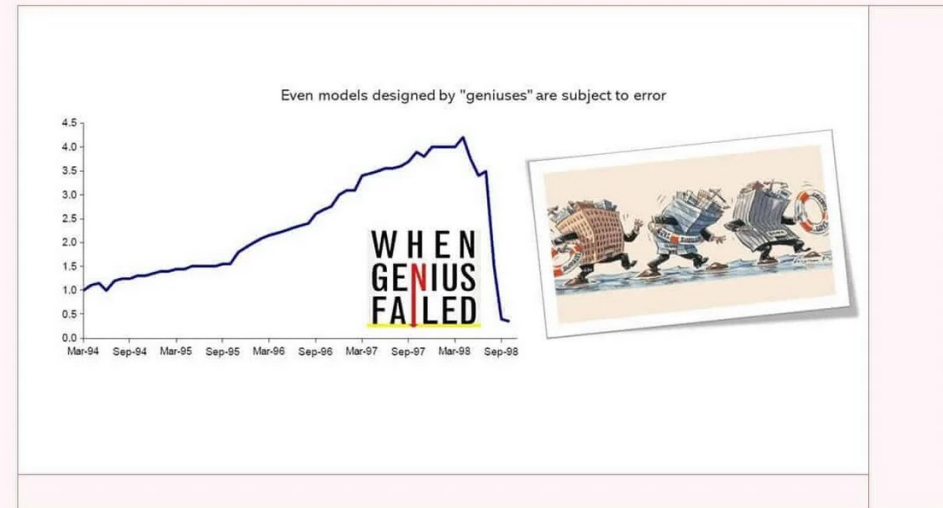 Even models designed by "geniuses" are subject to error
4.5
4.0
3.5
3.0
2.5
2.0
1.5
1.0
0.5
0.0
Mar-94 Sep-94 Mar-95 Sep-95 Mar-96 Sep-96 Mar-97 Sep-97 Mar-98 Sep-98
WHEN
GENIUS
FAILED